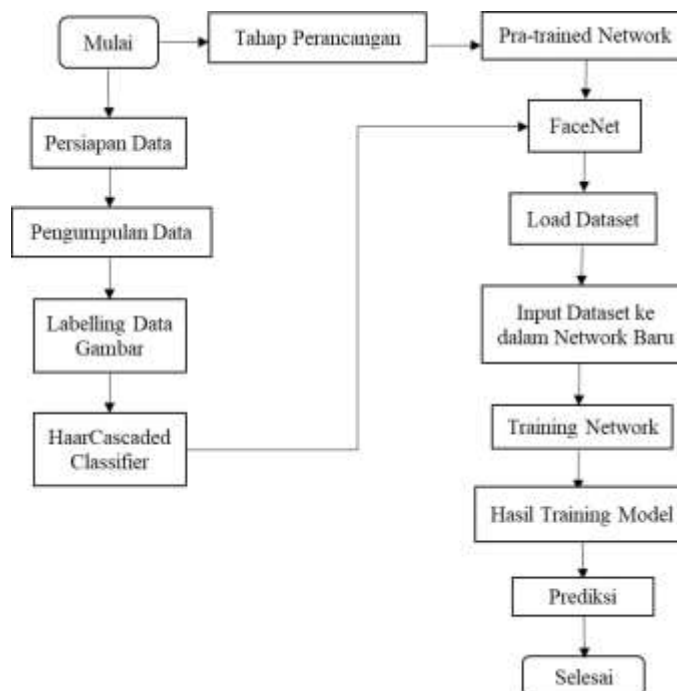 Mulai
Tahap Perancangan
Pra-trained Network
Persiapan Data
FaceNet
Pengumpulan Data
Load Dataset
Labelling Data
Gambar
Input Dataset ke
dalam Network Baru
HaarCascaded
Classifier
Training Network
Hasil Training Model
Prediksi
Selesai